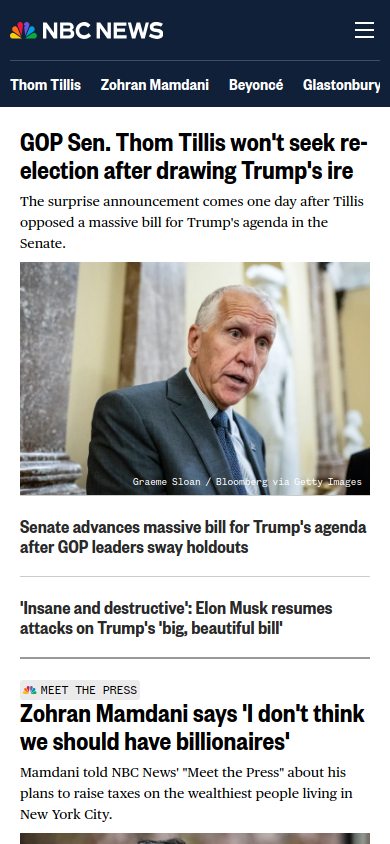 NBC NEWS
Thom Tillis Zohran Mamdani Beyoncé Glastonbury
GOP Sen. Thom Tillis won't seek re-
election after drawing Trump's ire
The surprise announcement comes one day after Tillis
opposed a massive bill for Trump's agenda in the
Senate.
Graeme Sloan / Bloomberg via Getty Images
Senate advances massive bill for Trump's agenda
after GOP leaders sway holdouts
'Insane and destructive': Elon Musk resumes
attacks on Trump's 'big, beautiful bill'
MEET THE PRESS
Zohran Mamdani says 'I don't think
we should have billionaires'
Mamdani told NBC News' "Meet the Press" about his
plans to raise taxes on the wealthiest people living in
New York City.